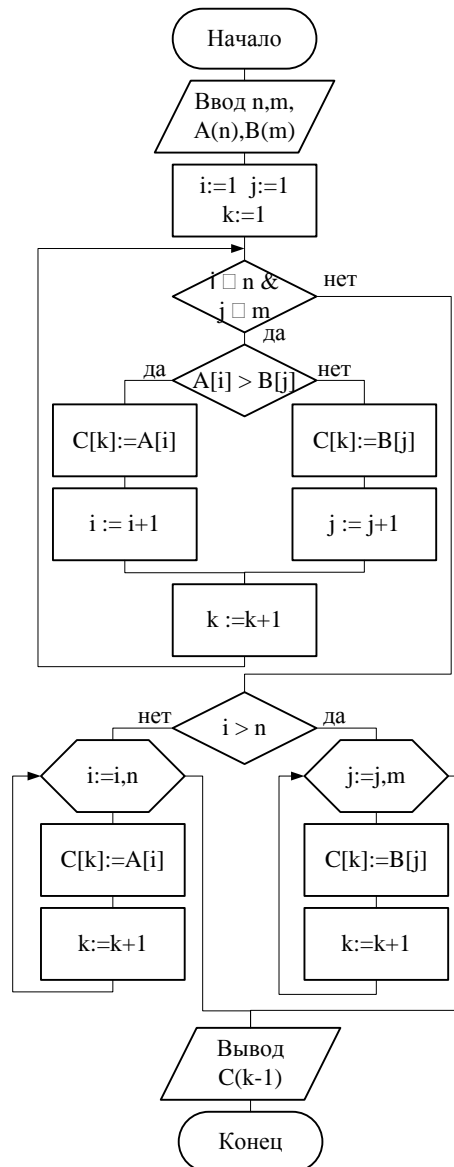 Начало
Ввод n,m,
A(n),B(m)
i:=1 j:=1
k:=1
i □ n &
j □ m
нет
да
A[i] > B[j]
да
нет
C[k]:=A[i]
C[k]:=B[j]
i := i+1
j := j+1
k :=k+1
i > n
нет
да
i:=i,n
j:=j,m
C[k]:=A[i]
C[k]:=B[j]
k:=k+1
k:=k+1
Вывод
C(k-1)
Конец